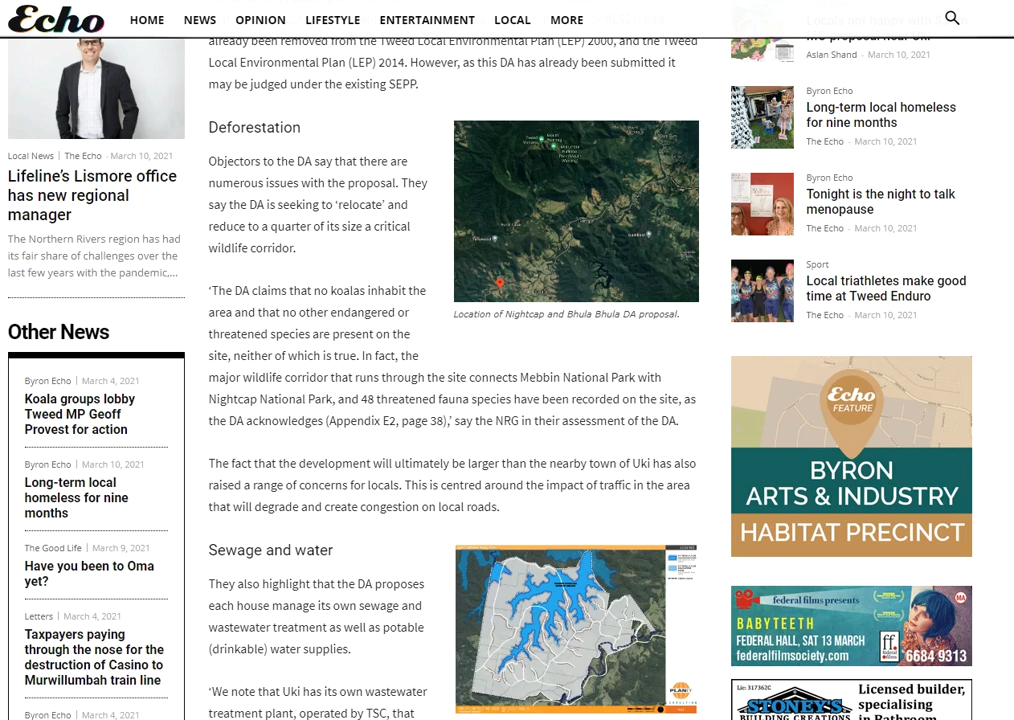 Echo
HOME
NEWS
OPINION
LIFESTYLE
ENTERTAINMENT
LOCAL
MORE
Local News | The Echo - March 10, 2021
Lifeline's Lismore office
has new regional
manager
The Northern Rivers region has had
its fair share of challenges over the
last few years with the pandemic,...
Other News
Byron Echo | March 4, 2021
Koala groups lobby
Tweed MP Geoff
Provest for action
Byron Echo | March 10, 2021
Long-term local
homeless for nine
months
The Good Life | March 9, 2021
Have you been to Oma
yet?
Letters | March 4, 2021
Taxpayers paying
through the nose for the
destruction of Casino to
Murwillumbah train line
Byron Echo | March 4, 2021
already been removed from the Tweed Local Environmental Plan (LEP) 2000, and the Tweed
Local Environmental Plan (LEP) 2014. However, as this DA has already been submitted it
may be judged under the existing SEPP.
Deforestation
Objectors to the DA say that there are
numerous issues with the proposal. They
say the DA is seeking to ‘relocate’ and
reduce to a quarter of its size a critical
wildlife corridor.
‘The DA claims that no koalas inhabit the
area and that no other endangered or
threatened species are present on the
site, neither of which is true. In fact, the
major wildlife corridor that runs through the site connects Mebbin National Park with
Nightcap National Park, and 48 threatened fauna species have been recorded on the site, as
the DA acknowledges (Appendix E2, page 38),’ say the NRG in their assessment of the DA.
Location of Nightcap and Bhula Bhula DA proposal.
The fact that the development will ultimately be larger than the nearby town of Uki has also
raised a range of concerns for locals. This is centred around the impact of traffic in the area
that will degrade and create congestion on local roads.
Sewage and water
They also highlight that the DA proposes
each house manage its own sewage and
wastewater treatment as well as potable
(drinkable) water supplies.
‘We note that Uki has its own wastewater
treatment plant, operated by TSC, that
Aslan Shand - March 10, 2021
Byron Echo
Long-term local homeless
for nine months
The Echo - March 10, 2021
Byron Echo
Tonight is the night to talk
menopause
The Echo - March 10, 2021
Sport
Local triathletes make good
time at Tweed Enduro
The Echo - March 10, 2021
Echo
FEATURE
BYRON
ARTS & INDUSTRY
HABITAT PRECINCT
federal films presents
BABYTEETH
FEDERAL HALL, SAT 13 MARCH
federalfilmsociety.com
ff
MA
6684 9313
Lic: 317362C
STONEY'S
BUILDING CREATIONS
Licensed builder,
specialising
in Bathroom